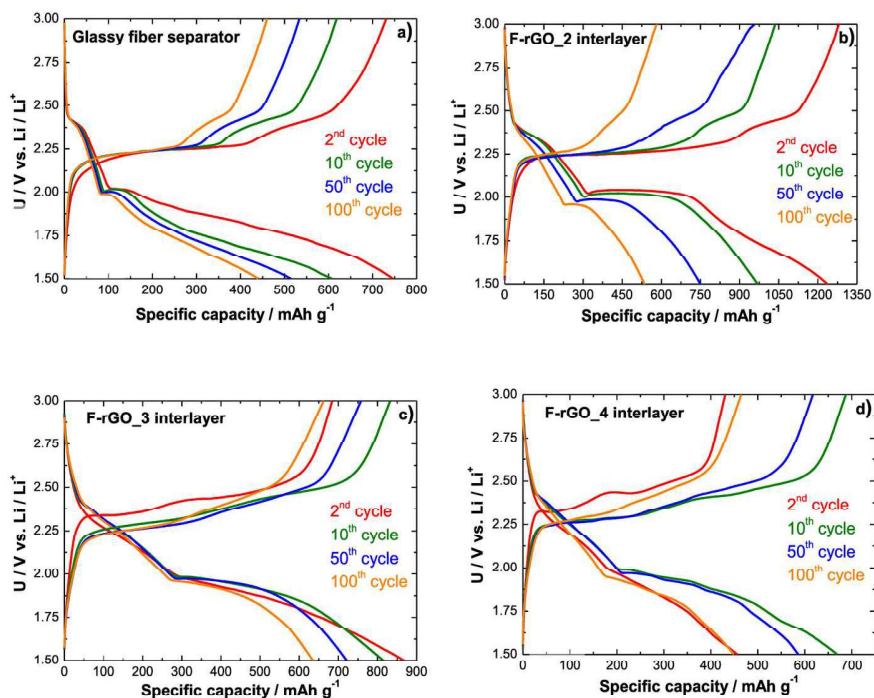 Glassy fiber separator
a)
U / V vs. Li / Li⁺
3.00
2.75
2.50
2.25
2.00
1.75
1.50
2nd cycle
10th cycle
50th cycle
100th cycle
0 100 200 300 400 500 600 700 800
Specific capacity / mAh g⁻¹
F-rGO_2 interlayer
b)
U / V vs. Li / Li⁺
3.00
2.75
2.50
2.25
2.00
1.75
1.50
2nd cycle
10th cycle
50th cycle
100th cycle
0 150 300 450 600 750 900 1050 1200 1350
Specific capacity / mAh g⁻¹
F-rGO_3 interlayer
c)
U / V vs. Li / Li⁺
3.00
2.75
2.50
2.25
2.00
1.75
1.50
2nd cycle
10th cycle
50th cycle
100th cycle
0 100 200 300 400 500 600 700 800 900
Specific capacity / mAh g⁻¹
F-rGO_4 interlayer
d)
U / V vs. Li / Li⁺
3.00
2.75
2.50
2.25
2.00
1.75
1.50
2nd cycle
10th cycle
50th cycle
100th cycle
0 100 200 300 400 500 600 700
Specific capacity / mAh g⁻¹